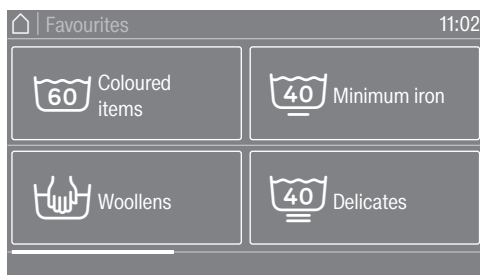 Favourites 11:02
60 Coloured
items
40 Minimum iron
Woollens
40 Delicates